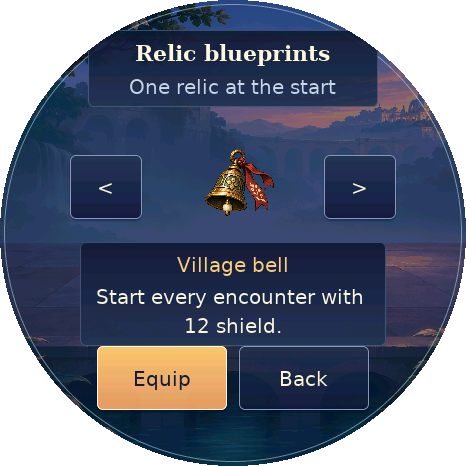 Relic blueprints
One relic at the start
<
>
Village bell
Start every encounter with
12 shield.
Equip
Back